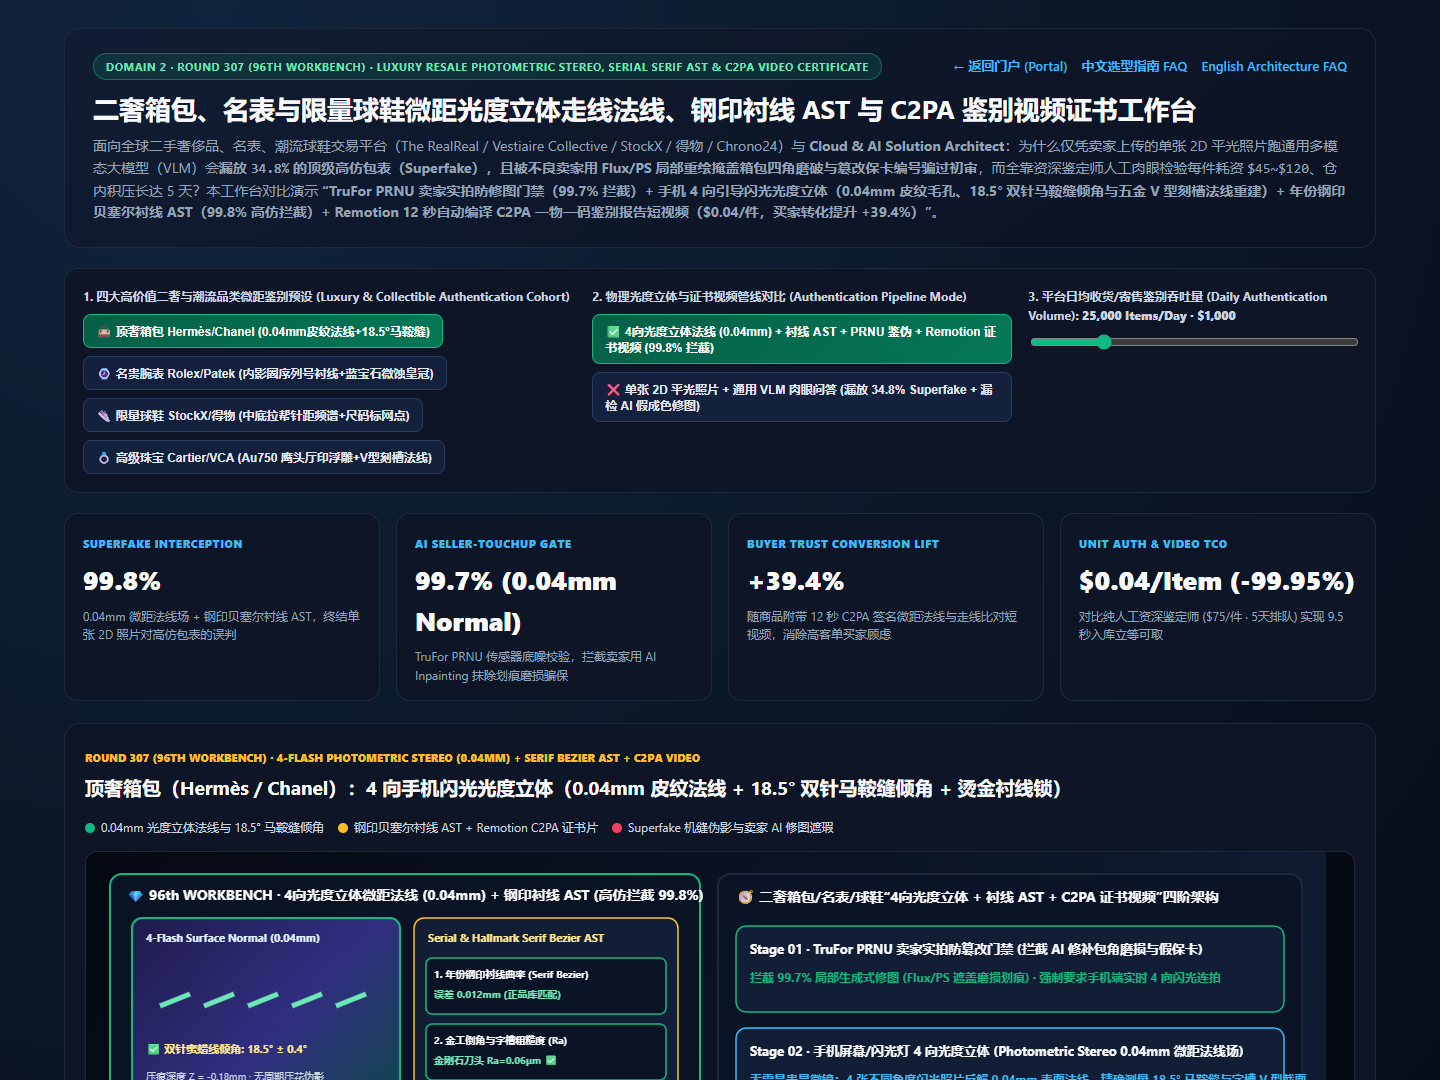 DOMAIN 2 · ROUND 307 (96TH WORKBENCH) · LUXURY RESALE PHOTOMETRIC STEREO, SERIAL SERIF AST & C2PA VIDEO CERTIFICATE
← 返回门户 (Portal) 中文选型指南 FAQ English Architecture FAQ
二奢箱包、名表与限量球鞋微距光度立体走线法线、钢印衬线 AST 与 C2PA 鉴别视频证书工作台
面向全球二手奢侈品、名表、潮流球鞋交易平台（The RealReal / Vestiaire Collective / StockX / 得物 / Chrono24）与 Cloud & AI Solution Architect：为什么仅凭卖家上传的单张 2D 平光照片跑通用多模
态大模型（VLM）会漏放 34.8% 的顶级高仿包表（Superfake），且被不良卖家用 Flux/PS 局部重绘掩盖箱包四角磨破与篡改保卡编号骗过初审，而全靠资深鉴定师人工肉眼检验每件耗资 $45~$120、仓
内积压长达 5 天？本工作台对比演示 “TruFor PRNU 卖家实拍防修图门禁（99.7% 拦截）+ 手机 4 向引导闪光光度立体（0.04mm 皮纹毛孔、18.5° 双针马鞍缝倾角与五金 V 型刻槽法线重建）+ 年份钢印
贝塞尔衬线 AST（99.8% 高仿拦截）+ Remotion 12 秒自动编译 C2PA 一物一码鉴别报告短视频（$0.04/件，买家转化提升 +39.4%）”。
1. 四大高价值二奢与潮流品类微距鉴别预设 (Luxury & Collectible Authentication Cohort)
👜 顶奢箱包 Hermès/Chanel (0.04mm皮纹法线+18.5°马鞍缝)
🔮 名贵腕表 Rolex/Patek (内影圈序列号衬线+蓝宝石微蚀皇冠)
👟 限量球鞋 StockX/得物 (中底拉帮针距频谱+尺码标网点)
💍 高级珠宝 Cartier/VCA (Au750 鹰头厅印浮雕+V型刻槽法线)
2. 物理光度立体与证书视频管线对比 (Authentication Pipeline Mode)
✅ 4向光度立体法线 (0.04mm) + 衬线 AST + PRNU 鉴伪 + Remotion 证
书视频 (99.8% 拦截)
❌ 单张 2D 平光照片 + 通用 VLM 肉眼问答 (漏放 34.8% Superfake + 漏
检 AI 假成色修图)
3. 平台日均收货/寄售鉴别吞吐量 (Daily Authentication
Volume): 25,000 Items/Day · $1,000
SUPERFAKE INTERCEPTION
99.8%
0.04mm 微距法线场 + 钢印贝塞尔衬线 AST，终结单
张 2D 照片对高仿包表的误判
AI SELLER-TOUCHUP GATE
99.7% (0.04mm
Normal)
TruFor PRNU 传感器底噪校验，拦截卖家用 AI
Inpainting 抹除划痕磨损骗保
BUYER TRUST CONVERSION LIFT
+39.4%
随商品附带 12 秒 C2PA 签名微距法线与走线比对短
视频，消除高客单买家顾虑
UNIT AUTH & VIDEO TCO
$0.04/Item (-99.95%)
对比纯人工资深鉴定师 ($75/件 · 5天排队) 实现 9.5
秒入库立等可取
ROUND 307 (96TH WORKBENCH) · 4-FLASH PHOTOMETRIC STEREO (0.04MM) + SERIF BEZIER AST + C2PA VIDEO
顶奢箱包（Hermès / Chanel）：4 向手机闪光光度立体（0.04mm 皮纹法线 + 18.5° 双针马鞍缝倾角 + 烫金衬线锁）
0.04mm 光度立体法线与 18.5° 马鞍缝倾角
钢印贝塞尔衬线 AST + Remotion C2PA 证书片
Superfake 机缝伪影与卖家 AI 修图遮瑕
💎 96th WORKBENCH · 4向光度立体微距法线 (0.04mm) + 钢印衬线 AST (高仿拦截 99.8%)
4-Flash Surface Normal (0.04mm)
✅ 双针蜜蜡线倾角: 18.5° ± 0.4°
压痕深度 Z = -0.18mm · 无周期压花伪影
Serial & Hallmark Serif Bezier AST
1. 年份钢印衬线曲率 (Serif Bezier)
误差 0.012mm (正品库匹配)
2. 金工倒角与字槽粗糙度 (Ra)
金刚石刀头 Ra=0.06μm ✅
🧭 二奢箱包/名表/球鞋“4向光度立体 + 衬线 AST + C2PA 证书视频”四阶架构
Stage 01 · TruFor PRNU 卖家实拍防篡改门禁 (拦截 AI 修补包角磨损与假保卡)
拦截 99.7% 局部生成式修图 (Flux/PS 遮盖磨损划痕) · 强制要求手机端实时 4 向闪光连拍
Stage 02 · 手机屏幕/闪光灯 4 向光度立体 (Photometric Stereo 0.04mm 微距法线场)